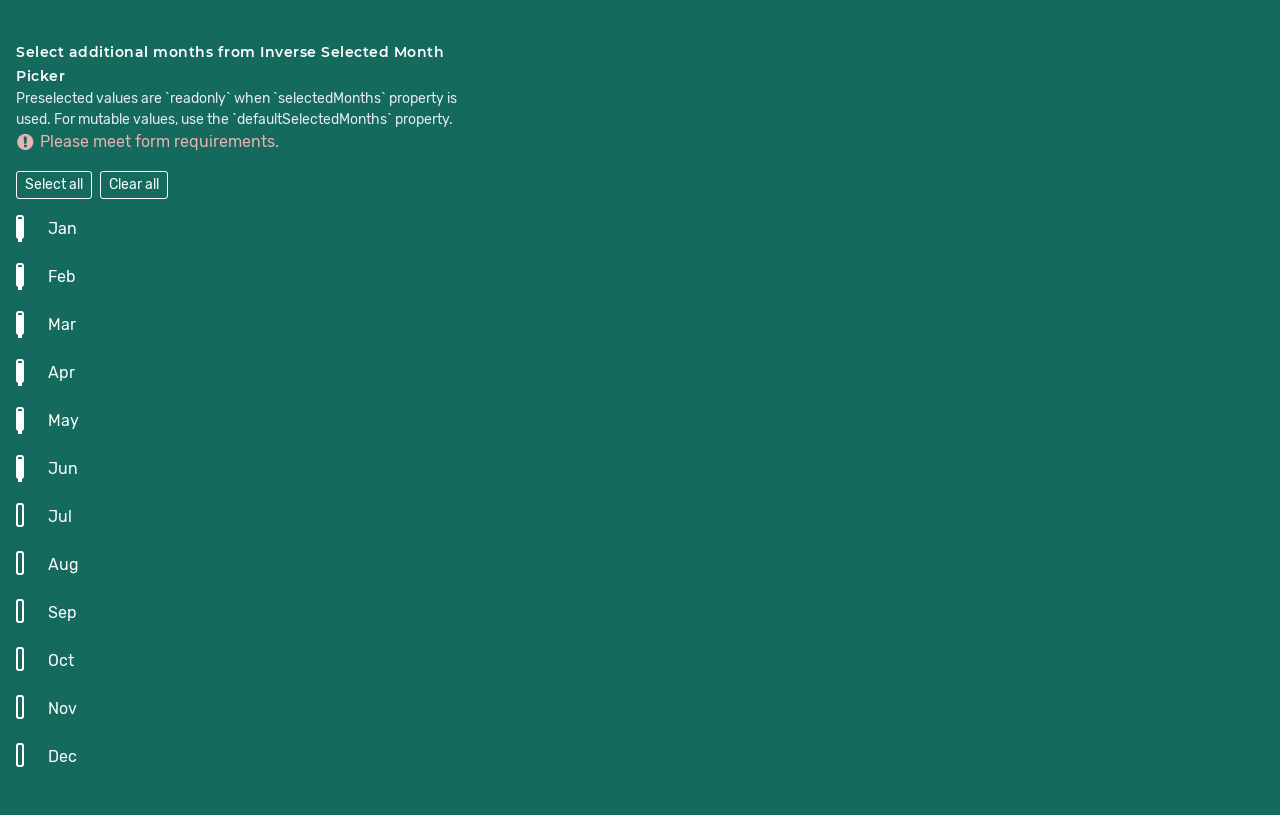 Select additional months from Inverse Selected Month
Picker
Preselected values are `readonly` when `selectedMonths` property is
used. For mutable values, use the `defaultSelectedMonths` property.
Please meet form requirements.
Select all Clear all
Jan
Feb
Mar
Apr
May
Jun
Jul
Aug
Sep
Oct
Nov
Dec